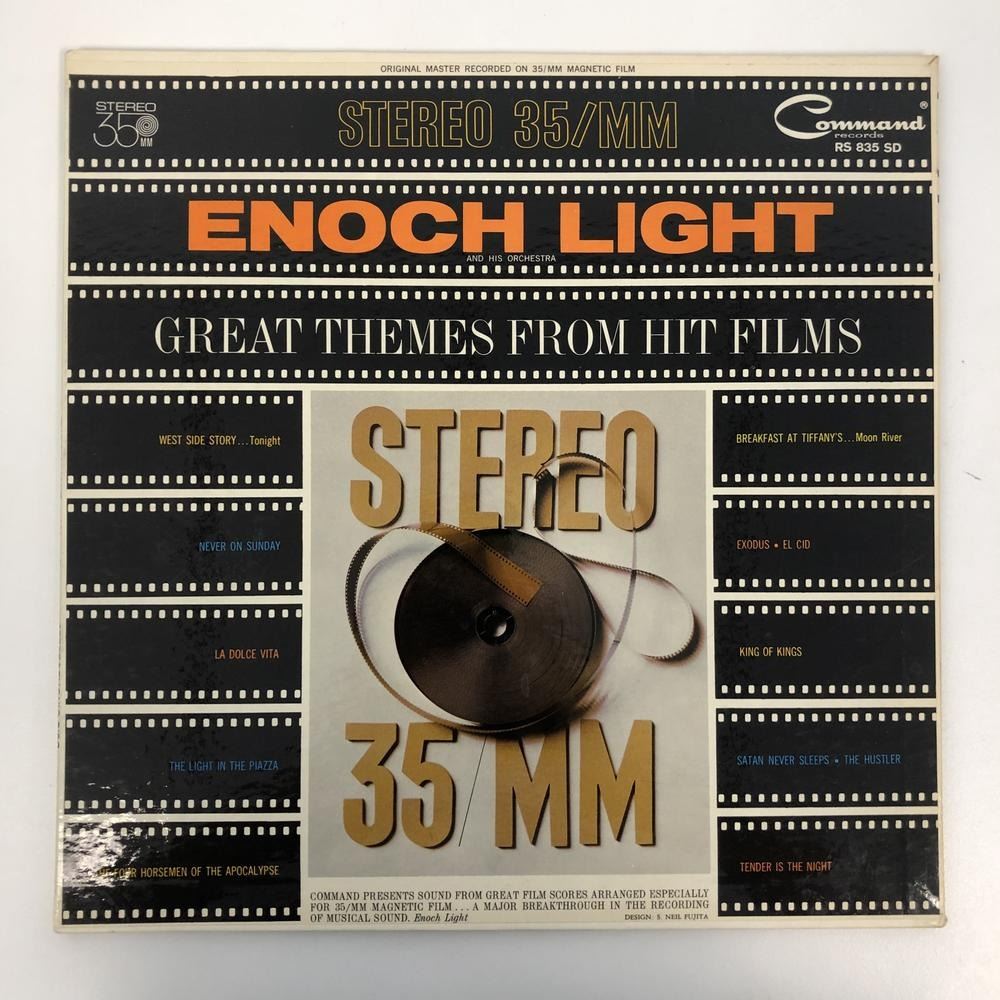 ORIGINAL MASTER RECORDED ON 35/MM MAGNETIC FILM
STEREO
35
MM
STEREO 35/MM
Command®
records
RS 835 SD
ENOCH LIGHT
AND HIS ORCHESTRA
GREAT THEMES FROM HIT FILMS
WEST SIDE STORY...Tonight
NEVER ON SUNDAY
LA DOLCE VITA
THE LIGHT IN THE PIAZZA
FOUR HORSEMEN OF THE APOCALYPSE
STEREO
35/MM
BREAKFAST AT TIFFANY'S...Moon River
EXODUS • EL CID
KING OF KINGS
SATAN NEVER SLEEPS • THE HUSTLER
TENDER IS THE NIGHT
COMMAND PRESENTS SOUND FROM GREAT FILM SCORES ARRANGED ESPECIALLY
FOR 35/MM MAGNETIC FILM...A MAJOR BREAKTHROUGH IN THE RECORDING
OF MUSICAL SOUND. Enoch Light
DESIGN: S. NEIL FUJITA